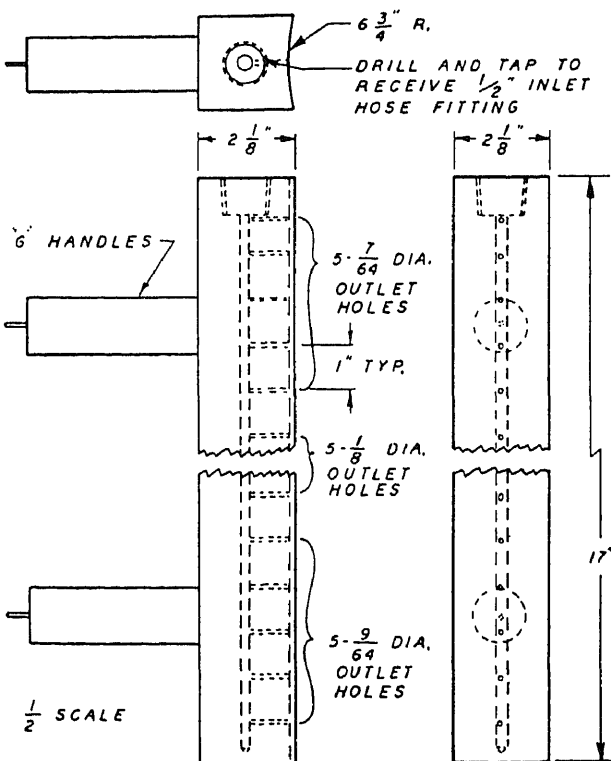 6 3/4" R.
DRILL AND TAP TO
RECEIVE 1/2" INLET
HOSE FITTING
2 1/8"
2 1/8"
"G" HANDLES
5-7/64 DIA.
OUTLET
HOLES
1" TYP.
5-1/8 DIA.
OUTLET
HOLES
17"
5-9/64 DIA.
OUTLET
HOLES
1/2 SCALE